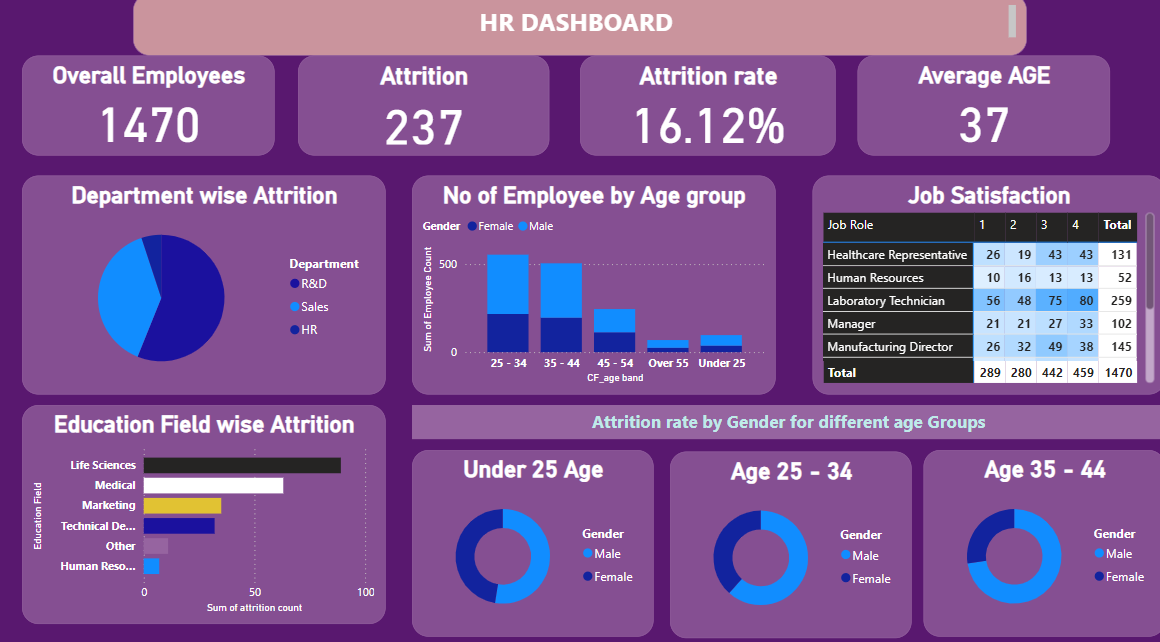 HR DASHBOARD
Overall Employees
1470
Attrition
237
Attrition rate
16.12%
Average AGE
37
Department wise Attrition
Department
R&D
Sales
HR
No of Employee by Age group
Gender Female Male
Sum of Employee Count
500
0
25 - 34 35 - 44 45 - 54 Over 55 Under 25
CF_age band
Job Satisfaction
Job Role 1 2 3 4 Total
Healthcare Representative 26 19 43 43 131
Human Resources 10 16 13 13 52
Laboratory Technician 56 48 75 80 259
Manager 21 21 27 33 102
Manufacturing Director 26 32 49 38 145
Total 289 280 442 459 1470
Education Field wise Attrition
Education Field
Life Sciences
Medical
Marketing
Technical De...
Other
Human Reso...
0 50 100
Sum of attrition count
Attrition rate by Gender for different age Groups
Under 25 Age
Gender
Male
Female
Age 25 - 34
Gender
Male
Female
Age 35 - 44
Gender
Male
Female